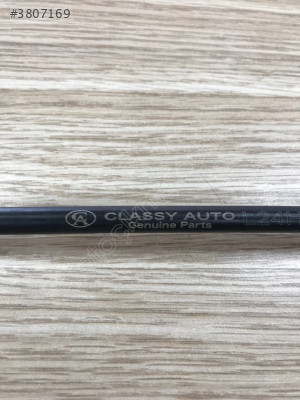 #3807169
CLASSY AUTO
Genuine Parts